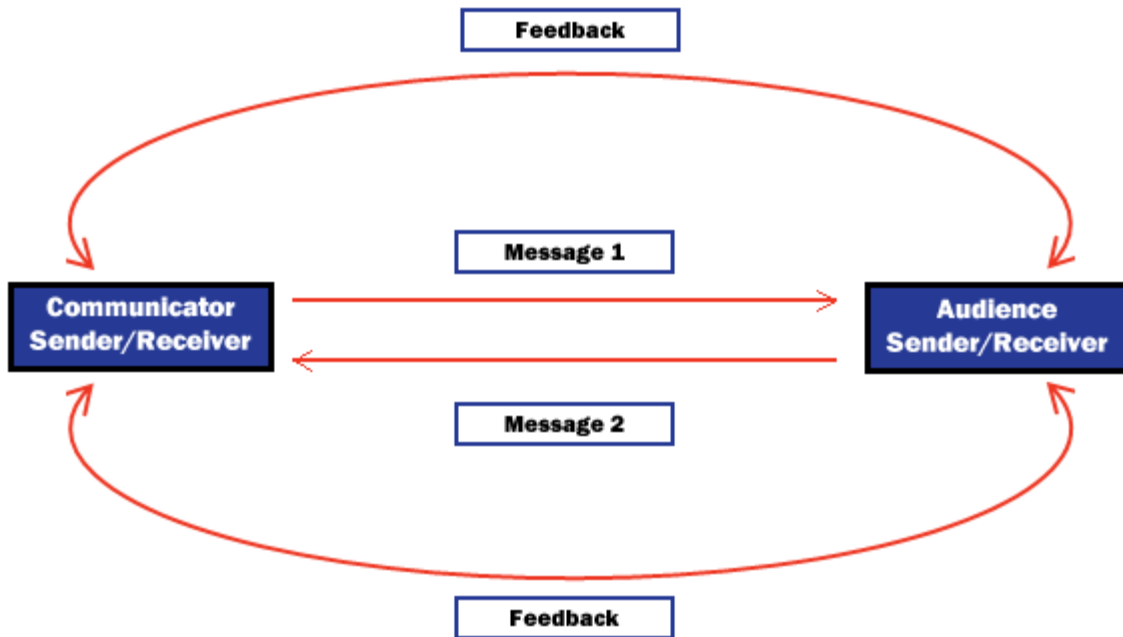 Feedback
Message 1
Communicator
Sender/Receiver
Audience
Sender/Receiver
Message 2
Feedback